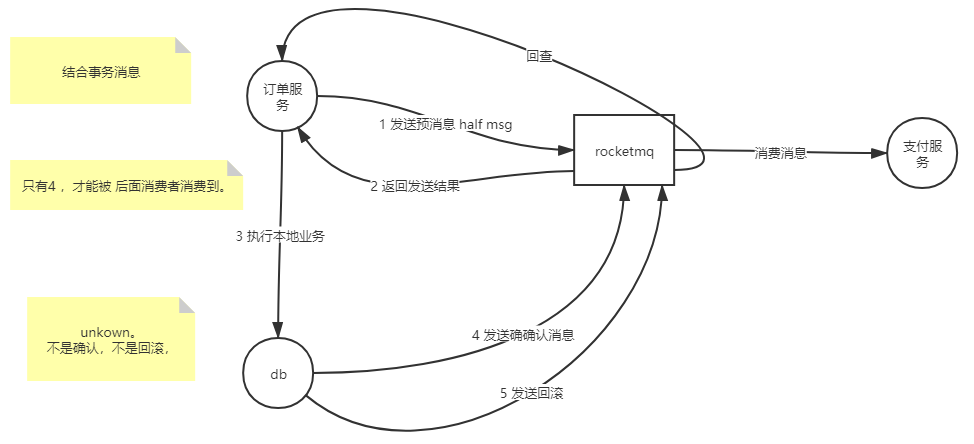 回查
结合事务消息
订单服
务
1 发送预消息 half msg
rocketmq
消费消息
支付服
务
只有4 ，才能被 后面消费者消费到。
2 返回发送结果
3 执行本地业务
unkown。
不是确认，不是回滚，
4 发送确确认消息
db
5 发送回滚